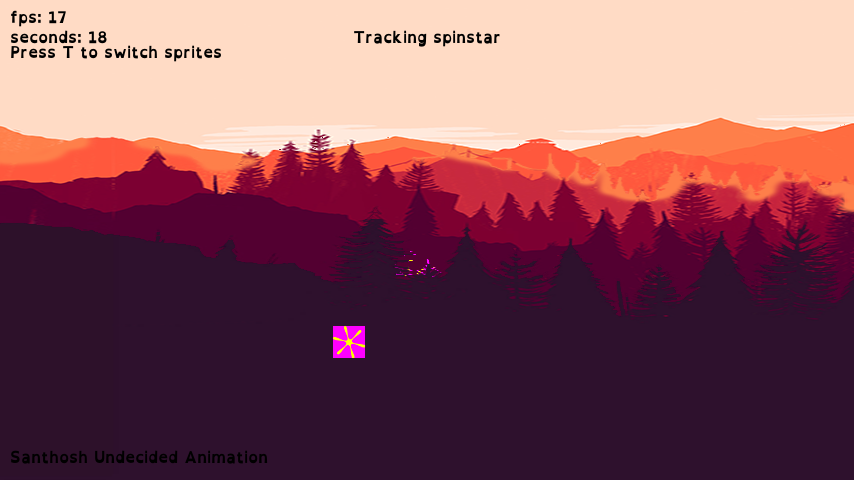 fps: 17
seconds: 18
Press T to switch sprites
Tracking spinstar
Santhosh Undecided Animation